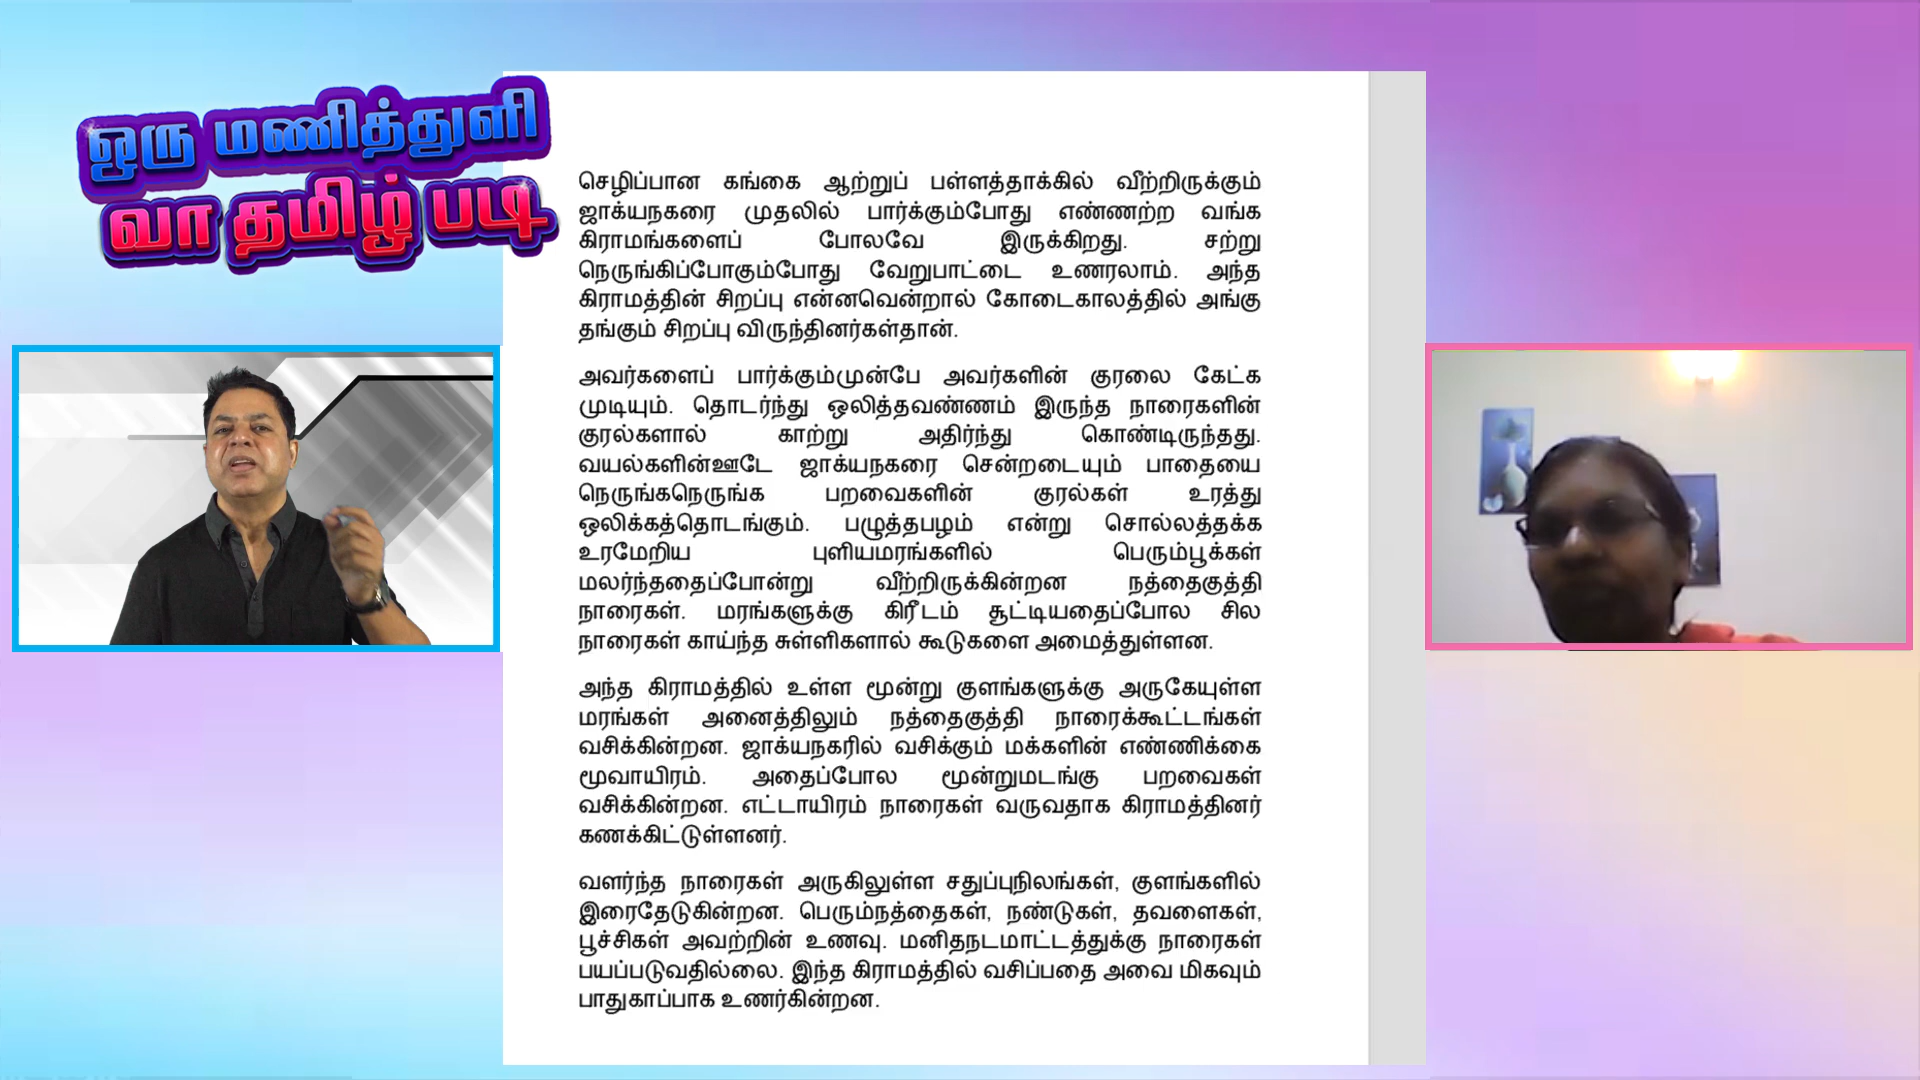 ஒரு மணித்துளி
வா தமிழ் படி
செழிப்பான கங்கை ஆற்றுப் பள்ளத்தாக்கில் வீற்றிருக்கும்
ஜாக்யநகரை முதலில் பார்க்கும்போது எண்ணற்ற வங்க
கிராமங்களைப் போலவே இருக்கிறது. சற்று
நெருங்கிப்போகும்போது வேறுபாட்டை உணரலாம். அந்த
கிராமத்தின் சிறப்பு என்னவென்றால் கோடைகாலத்தில் அங்கு
தங்கும் சிறப்பு விருந்தினர்கள்தான்.
அவர்களைப் பார்க்கும்முன்பே அவர்களின் குரலை கேட்க
முடியும். தொடர்ந்து ஒலித்தவண்ணம் இருந்த நாரைகளின்
குரல்களால் காற்று அதிர்ந்து கொண்டிருந்தது.
வயல்களின்ஊடே ஜாக்யநகரை சென்றடையும் பாதையை
நெருங்கநெருங்க பறவைகளின் குரல்கள் உரத்து
ஒலிக்கத்தொடங்கும். பழுத்தபழம் என்று சொல்லத்தக்க
உரமேறிய புளியமரங்களில் பெரும்பூக்கள்
மலர்ந்ததைப்போன்று வீற்றிருக்கின்றன நத்தைகுத்தி
நாரைகள். மரங்களுக்கு கிரீடம் சூட்டியதைப்போல சில
நாரைகள் காய்ந்த சுள்ளிகளால் கூடுகளை அமைத்துள்ளன.
அந்த கிராமத்தில் உள்ள மூன்று குளங்களுக்கு அருகேயுள்ள
மரங்கள் அனைத்திலும் நத்தைகுத்தி நாரைக்கூட்டங்கள்
வசிக்கின்றன. ஜாக்யநகரில் வசிக்கும் மக்களின் எண்ணிக்கை
மூவாயிரம். அதைப்போல மூன்றுமடங்கு பறவைகள்
வசிக்கின்றன. எட்டாயிரம் நாரைகள் வருவதாக கிராமத்தினர்
கணக்கிட்டுள்ளனர்.
வளர்ந்த நாரைகள் அருகிலுள்ள சதுப்புநிலங்கள், குளங்களில்
இரைதேடுகின்றன. பெரும்நத்தைகள், நண்டுகள், தவளைகள்,
பூச்சிகள் அவற்றின் உணவு. மனிதநடமாட்டத்துக்கு நாரைகள்
பயப்படுவதில்லை. இந்த கிராமத்தில் வசிப்பதை அவை மிகவும்
பாதுகாப்பாக உணர்கின்றன.